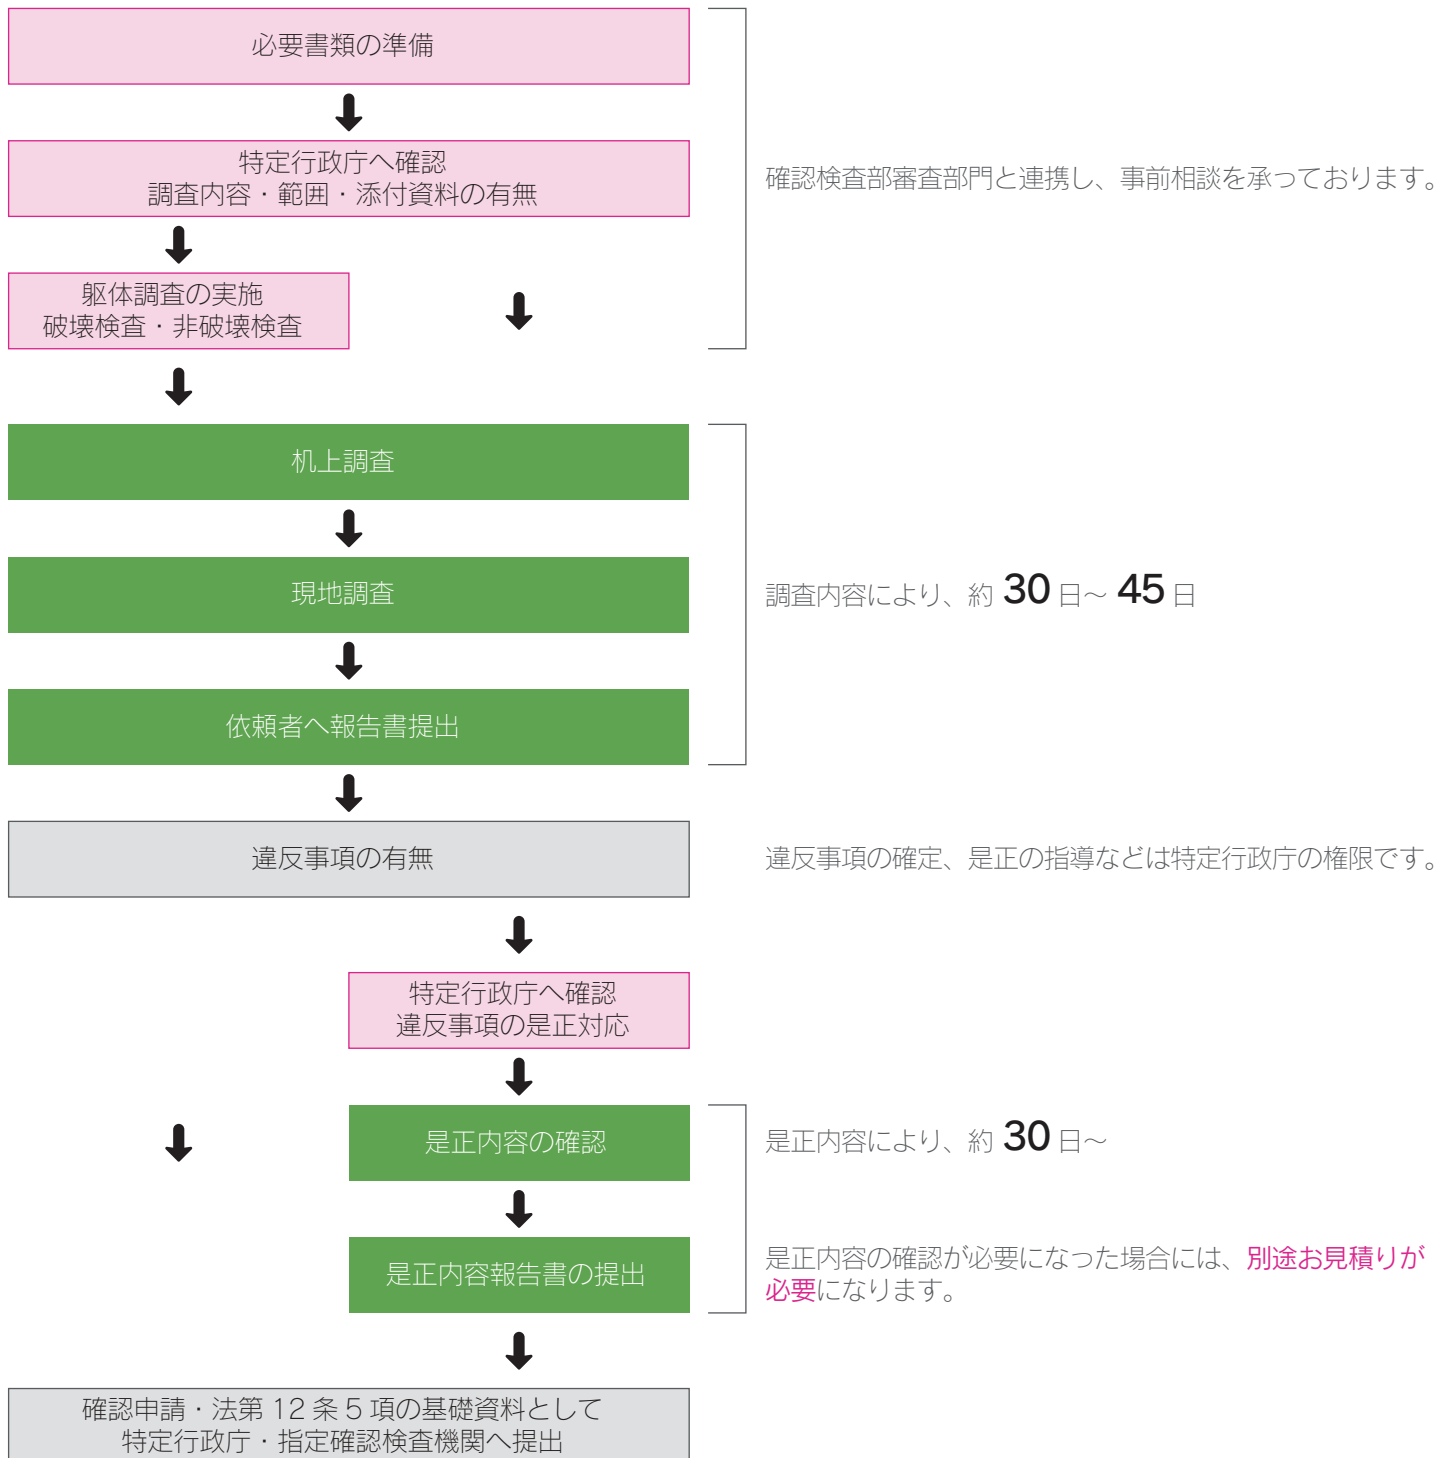 必要書類の準備
特定行政庁へ確認
調査内容・範囲・添付資料の有無
確認検査部審査部門と連携し、事前相談を承っております。
躯体調査の実施
破壊検査・非破壊検査
机上調査
現地調査
調査内容により、約 30 日～ 45 日
依頼者へ報告書提出
違反事項の有無
違反事項の確定、是正の指導などは特定行政庁の権限です。
特定行政庁へ確認
違反事項の是正対応
是正内容の確認
是正内容により、約 30 日～
是正内容報告書の提出
是正内容の確認が必要になった場合には、別途お見積りが
必要になります。
確認申請・法第 12 条 5 項の基礎資料として
特定行政庁・指定確認検査機関へ提出